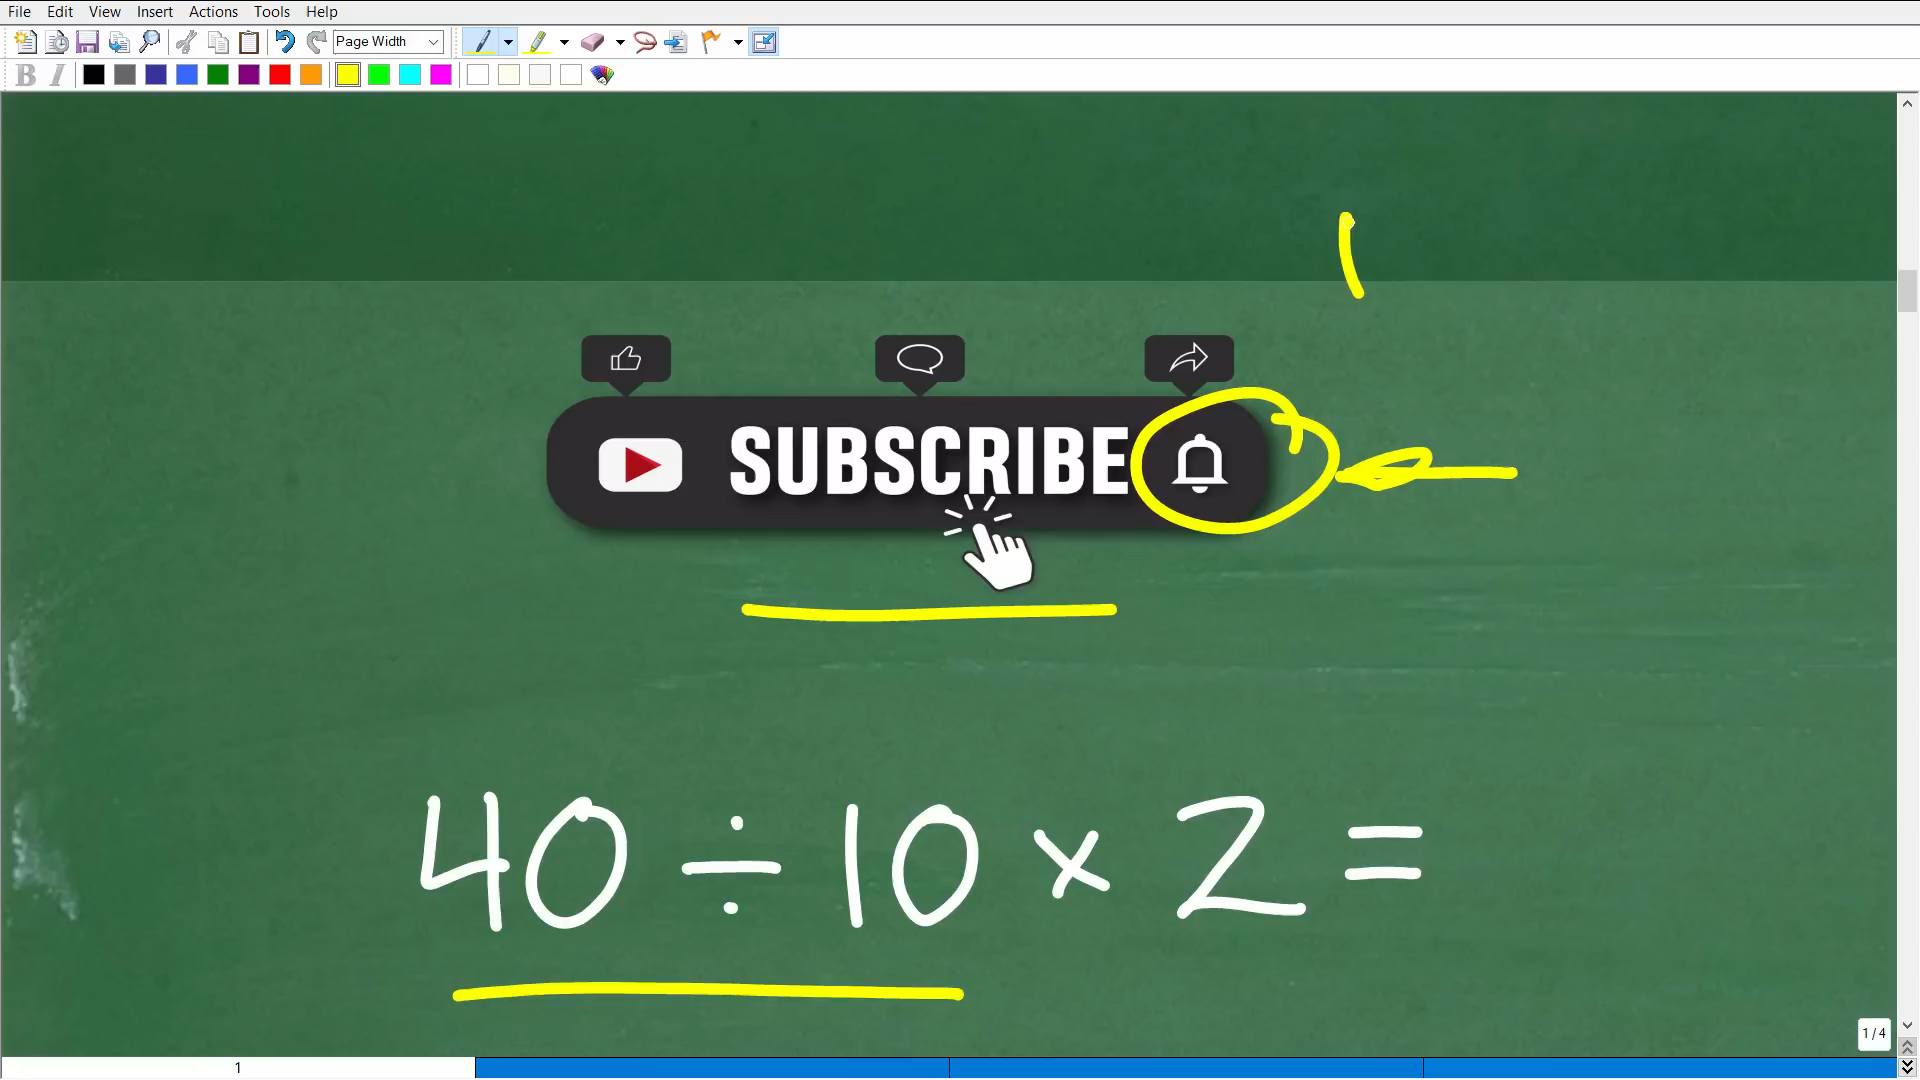 File Edit View Insert Actions Tools Help
Page Width
B I
SUBSCRIBE
40 ÷ 10 × 2 =
1 / 4
1